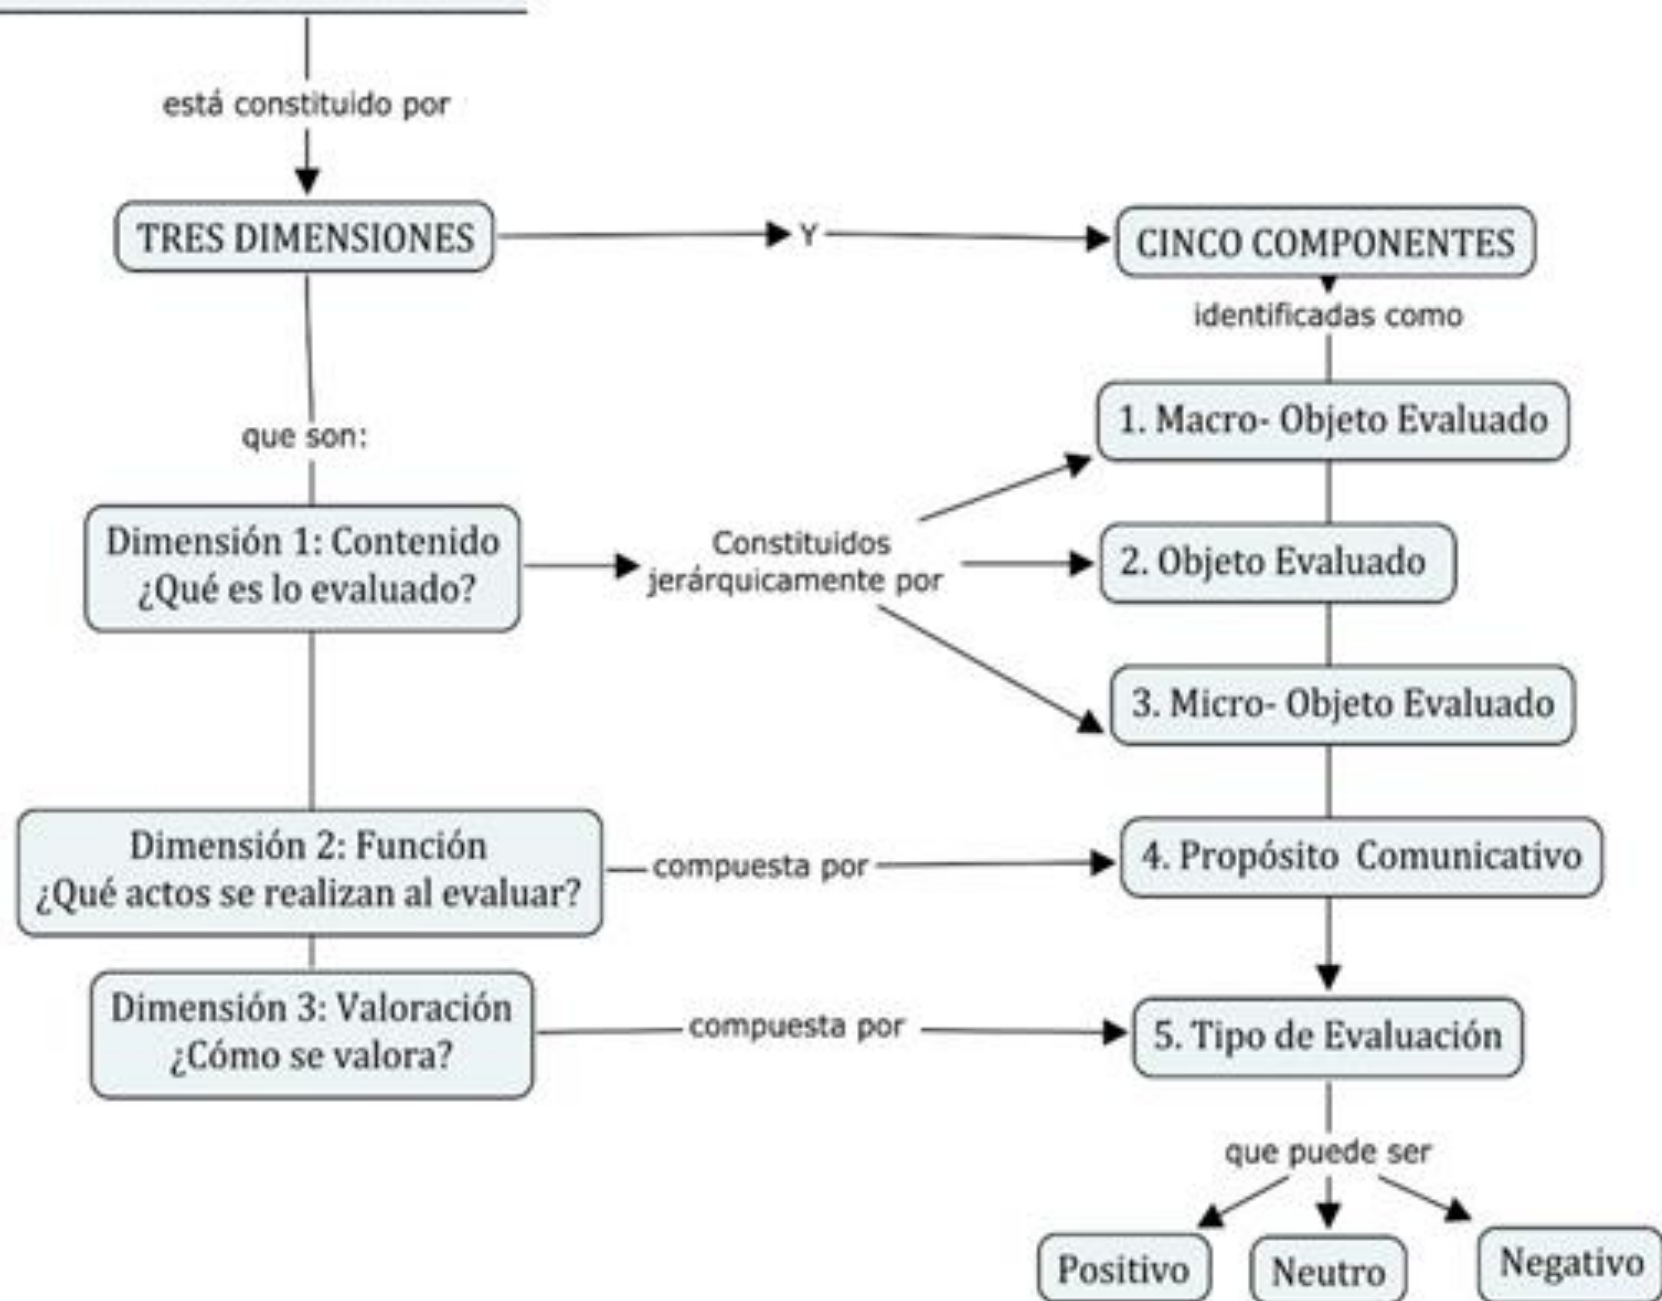 está constituido por
TRES DIMENSIONES
Y
CINCO COMPONENTES
identificadas como
1. Macro- Objeto Evaluado
que son:
Dimensión 1: Contenido
¿Qué es lo evaluado?
Constituidos
jerárquicamente por
2. Objeto Evaluado
3. Micro- Objeto Evaluado
Dimensión 2: Función
¿Qué actos se realizan al evaluar?
compuesta por
4. Propósito Comunicativo
Dimensión 3: Valoración
¿Cómo se valora?
compuesta por
5. Tipo de Evaluación
que puede ser
Positivo
Neutro
Negativo